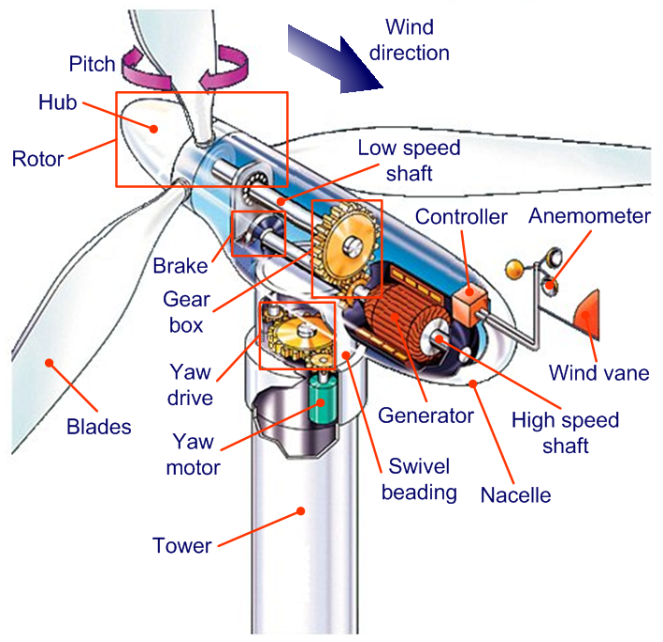 Wind
direction
Pitch
Hub
Rotor
Low speed
shaft
Controller
Anemometer
Brake
Gear
box
Yaw
drive
Wind vane
Blades
Generator
High speed
shaft
Yaw
motor
Swivel
beading
Nacelle
Tower